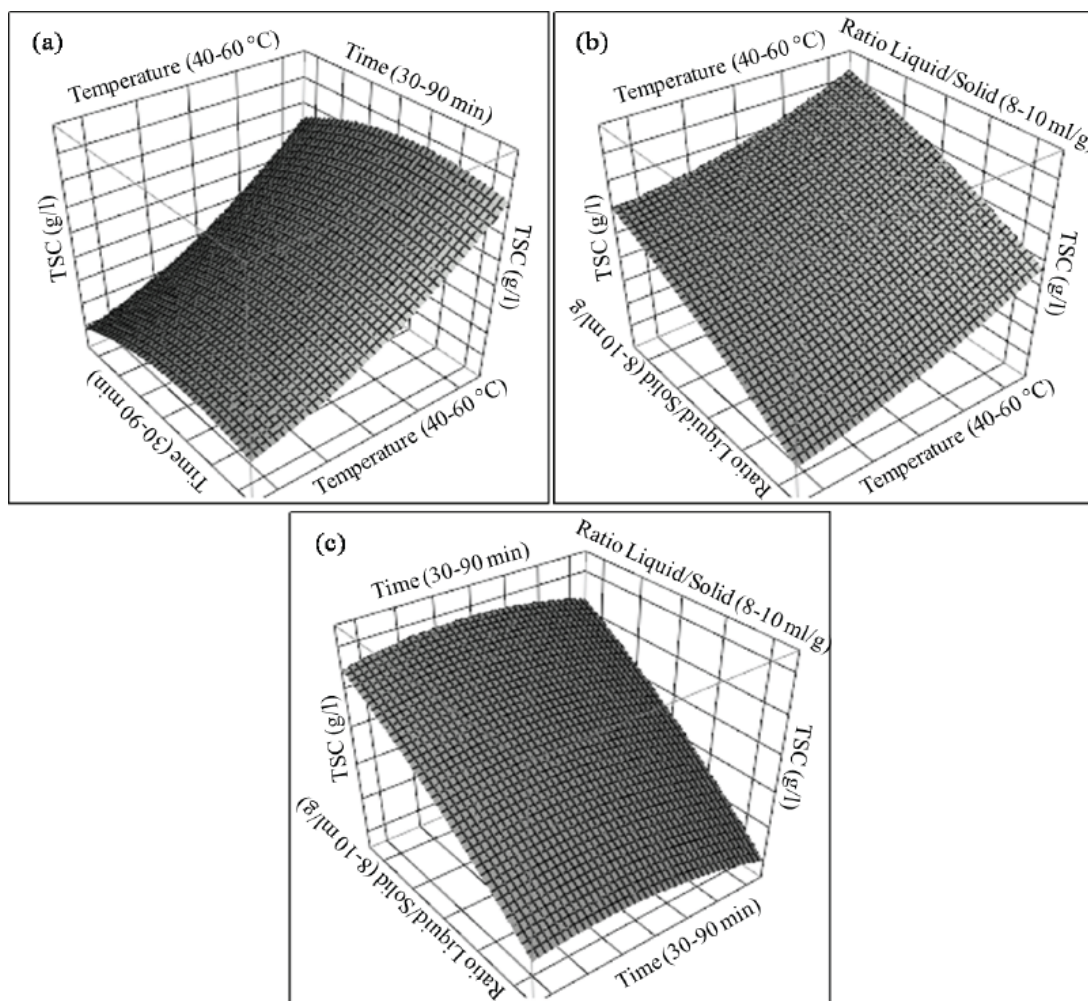 (a)
Temperature (40-60 °C)
Time (30-90 min)
TSC (g/l)
TSC (g/l)
Time (30-90 min)
Temperature (40-60 °C)
(b)
Temperature (40-60 °C)
Ratio Liquid/Solid (8-10 ml/g)
TSC (g/l)
TSC (g/l)
Ratio Liquid/Solid (8-10 ml/g
Temperature (40-60 °C)
(c)
Time (30-90 min)
Ratio Liquid/Solid (8-10 ml/g)
TSC (g/l)
TSC (g/l)
Ratio Liquid/Solid (8-10 ml/g)
Time (30-90 min)